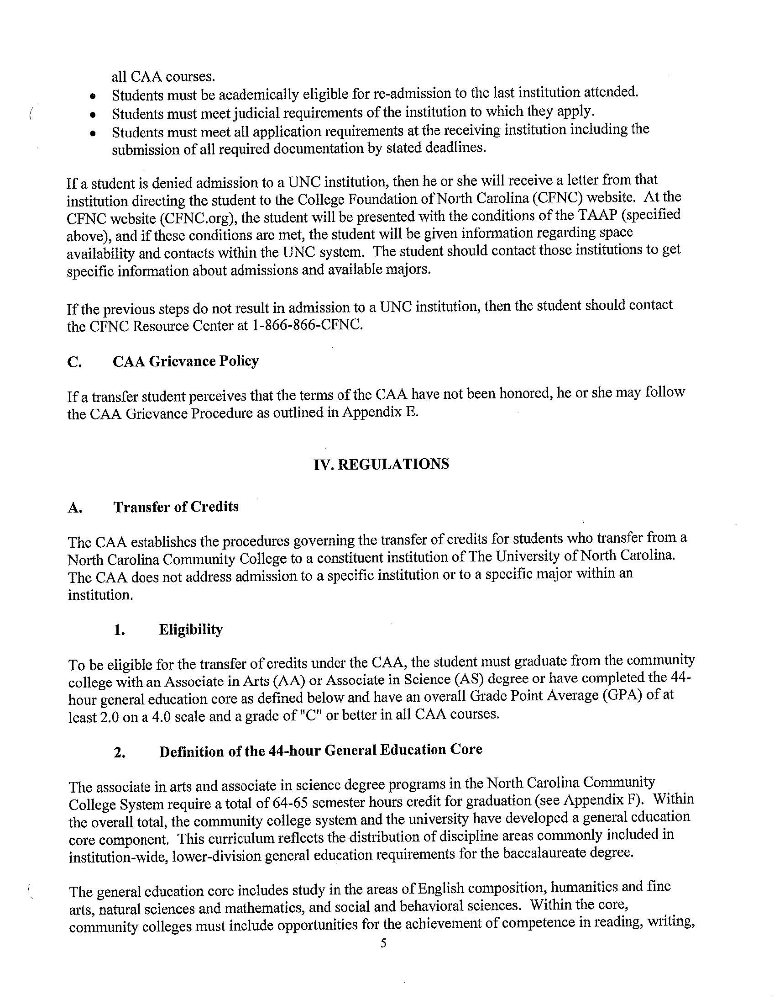 all CAA courses.
• Students must be academically eligible for re-admission to the last institution attended.
• Students must meet judicial requirements of the institution to which they apply.
• Students must meet all application requirements at the receiving institution including the
submission of all required documentation by stated deadlines.
If a student is denied admission to a UNC institution, then he or she will receive a letter from that
institution directing the student to the College Foundation of North Carolina (CFNC) website. At the
CFNC website (CFNC.org), the student will be presented with the conditions of the TAAP (specified
above), and if these conditions are met, the student will be given information regarding space
availability and contacts within the UNC system. The student should contact those institutions to get
specific information about admissions and available majors.
If the previous steps do not result in admission to a UNC institution, then the student should contact
the CFNC Resource Center at 1-866-866-CFNC.
C. CAA Grievance Policy
If a transfer student perceives that the terms of the CAA have not been honored, he or she may follow
the CAA Grievance Procedure as outlined in Appendix E.
IV. REGULATIONS
A. Transfer of Credits
The CAA establishes the procedures governing the transfer of credits for students who transfer from a
North Carolina Community College to a constituent institution of The University of North Carolina.
The CAA does not address admission to a specific institution or to a specific major within an
institution.
1. Eligibility
To be eligible for the transfer of credits under the CAA, the student must graduate from the community
college with an Associate in Arts (AA) or Associate in Science (AS) degree or have completed the 44-
hour general education core as defined below and have an overall Grade Point Average (GPA) of at
least 2.0 on a 4.0 scale and a grade of "C" or better in all CAA courses.
2. Definition of the 44-hour General Education Core
The associate in arts and associate in science degree programs in the North Carolina Community
College System require a total of 64-65 semester hours credit for graduation (see Appendix F). Within
the overall total, the community college system and the university have developed a general education
core component. This curriculum reflects the distribution of discipline areas commonly included in
institution-wide, lower-division general education requirements for the baccalaureate degree.
The general education core includes study in the areas of English composition, humanities and fine
arts, natural sciences and mathematics, and social and behavioral sciences. Within the core,
community colleges must include opportunities for the achievement of competence in reading, writing,
5